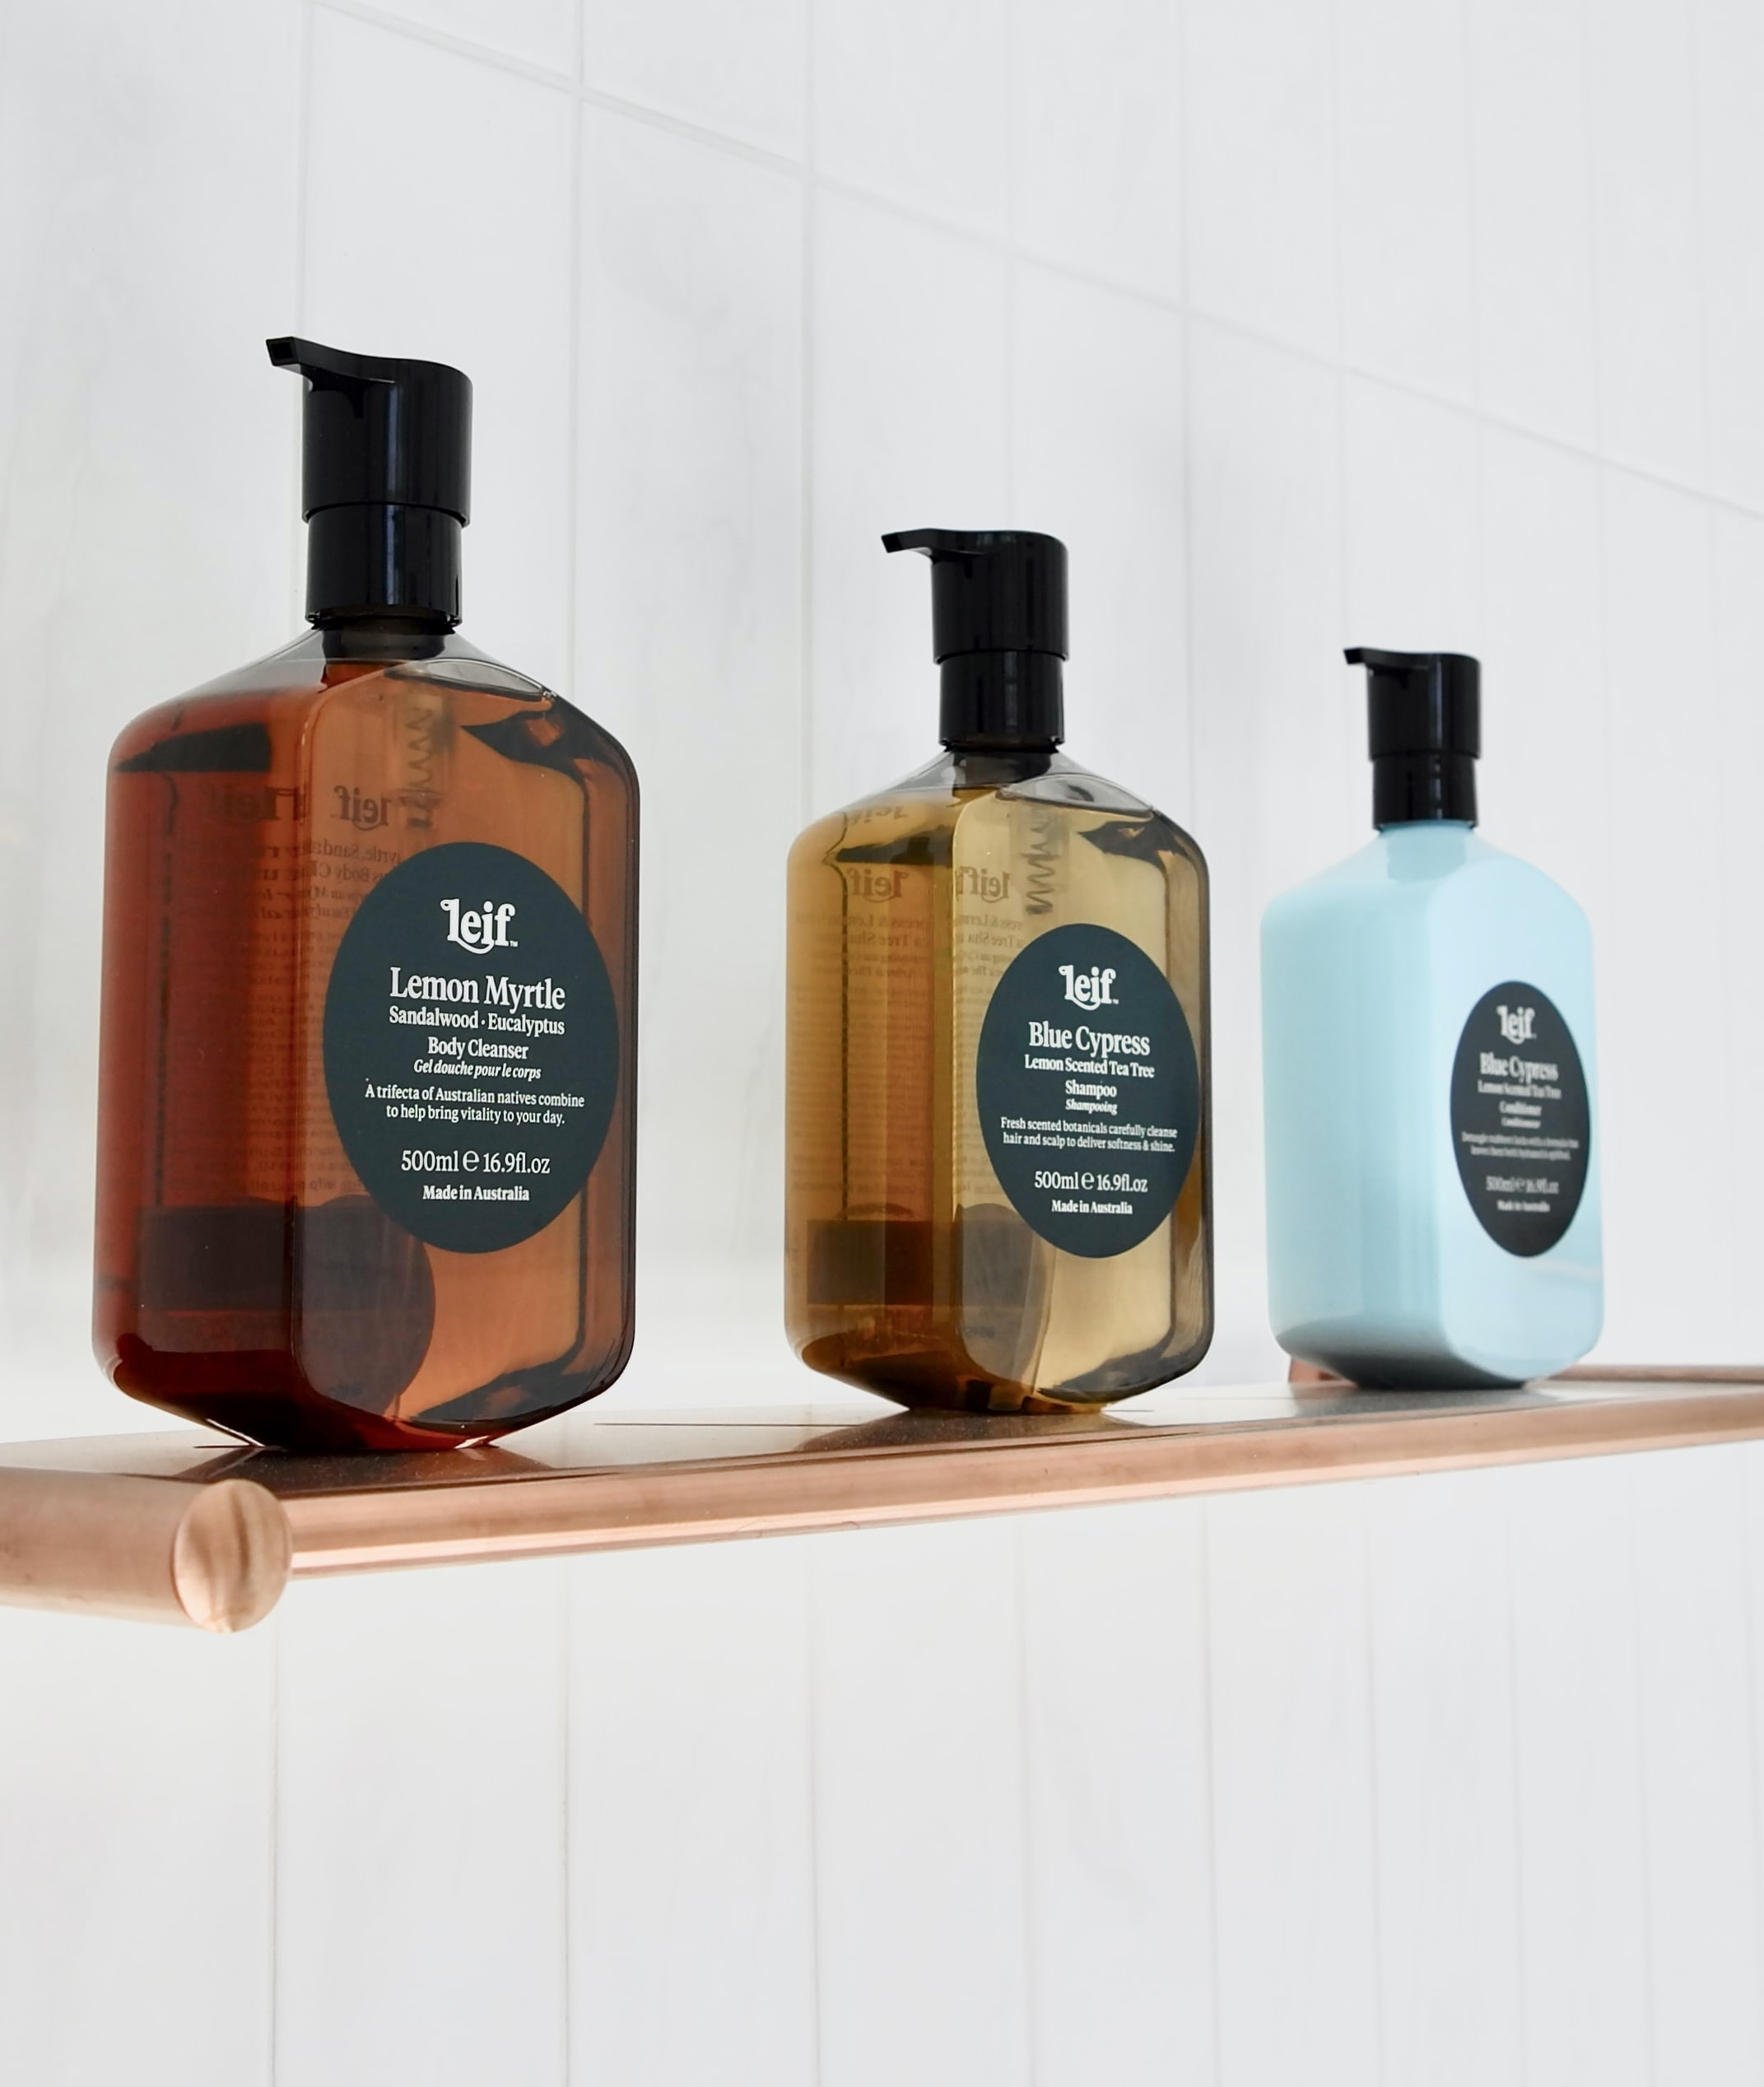 leif™
Lemon Myrtle
Sandalwood · Eucalyptus
Body Cleanser
Gel douche pour le corps
A trifecta of Australian natives combine
to help bring vitality to your day.
500ml e 16.9fl.oz
Made in Australia
leif™
Blue Cypress
Lemon Scented Tea Tree
Shampoo
Shampooing
Fresh scented botanicals carefully cleanse
hair and scalp to deliver softness & shine.
500ml e 16.9fl.oz
Made in Australia
leif
Blue Cypress
Lemon Scented Tea Tree
Conditioner
500ml e 16.9fl.oz
Made in Australia